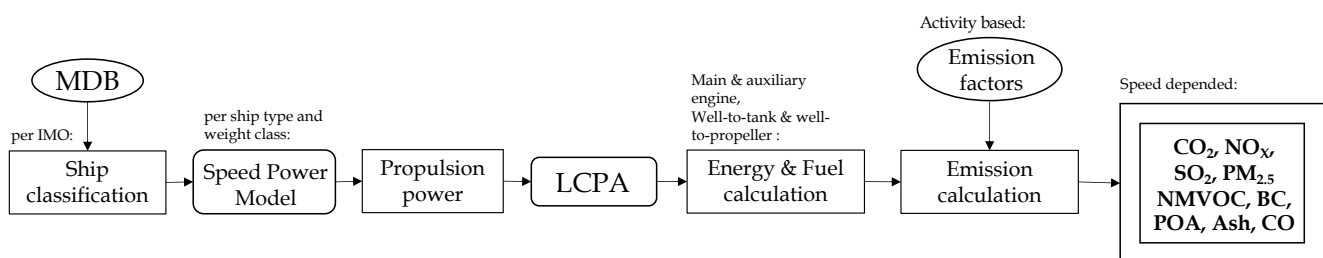 MDB
per IMO:
Ship
classification
per ship type and
weight class:
Speed Power
Model
Propulsion
power
LCPA
Main & auxiliary
engine,
Well-to-tank & well-
to-propeller :
Energy & Fuel
calculation
Activity based:
Emission
factors
Emission
calculation
Speed depended:
CO₂, NOₓ,
SO₂, PM₂.₅
NMVOC, BC,
POA, Ash, CO